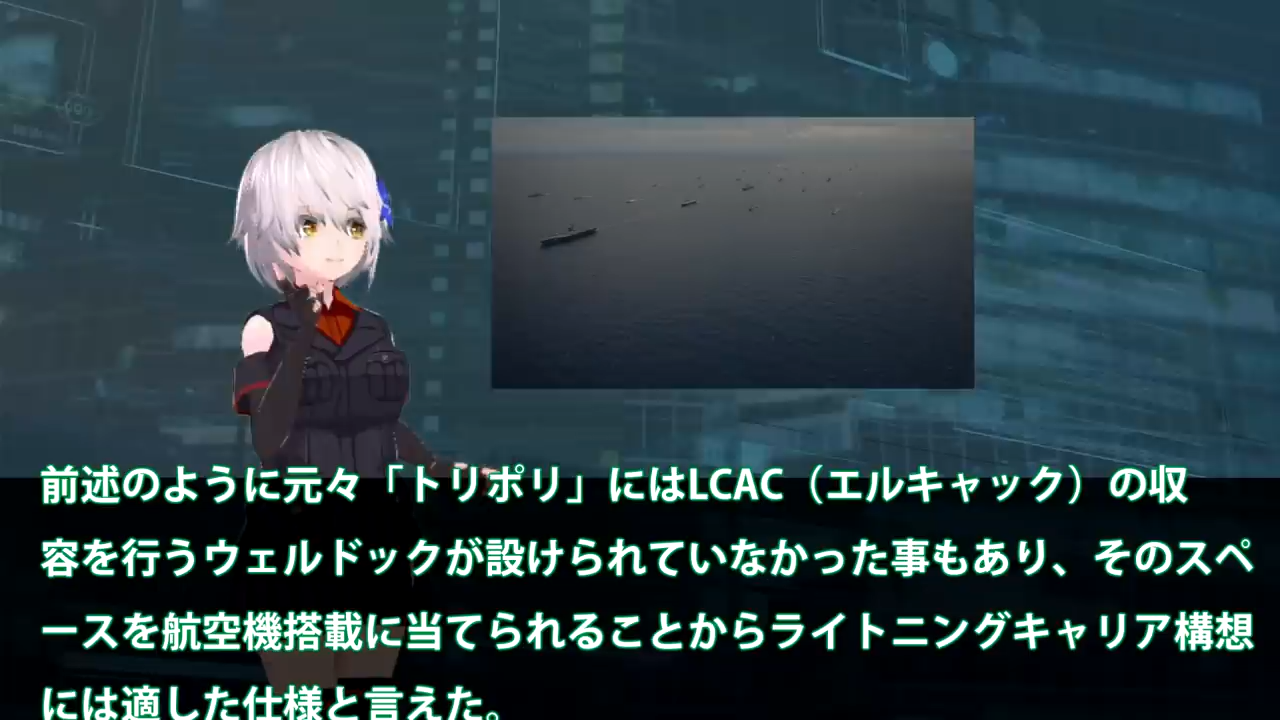 前述のように元々「トリポリ」にはLCAC（エルキャック）の収
容を行うウェルドックが設けられていなかった事もあり、そのスペ
ースを航空機搭載に当てられることからライトニングキャリア構想
には適した仕様と言えた。